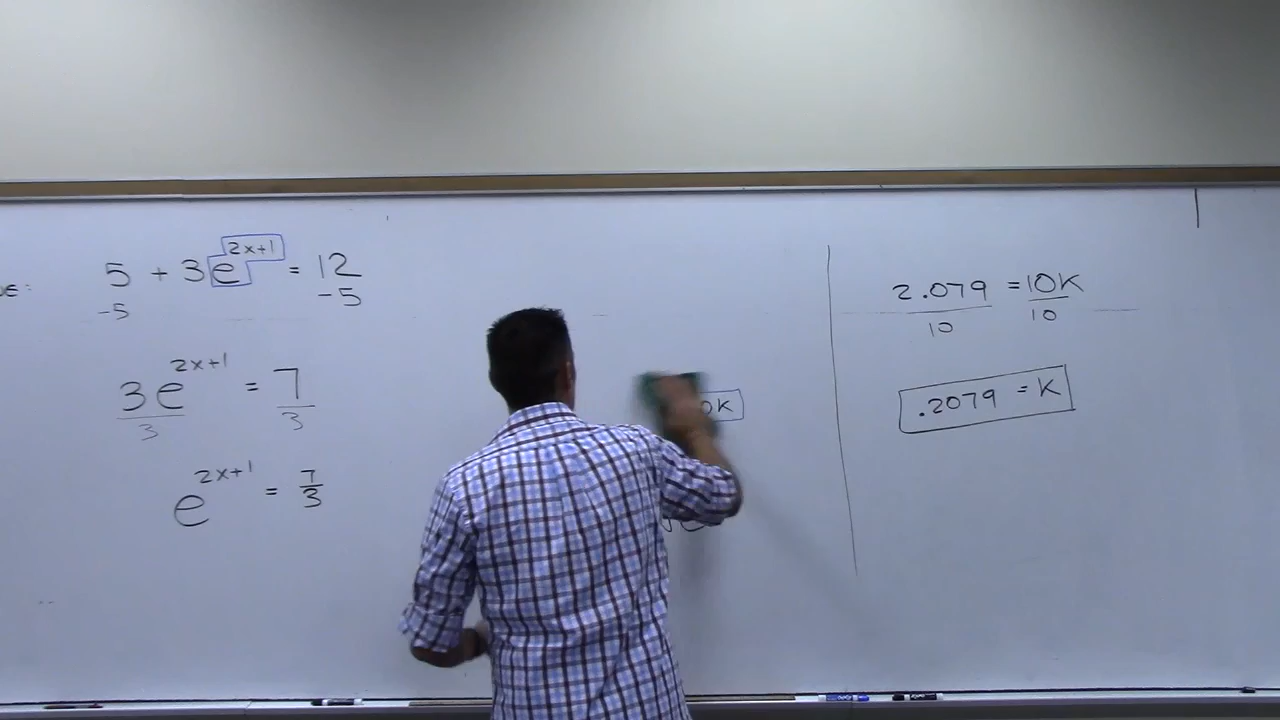 5 + 3e^{2x+1} = 12
-5 -5
3e^{2x+1} = 7
3 3
e^{2x+1} = 7/3
0K
2.079 = 10K
10 10
.2079 = K